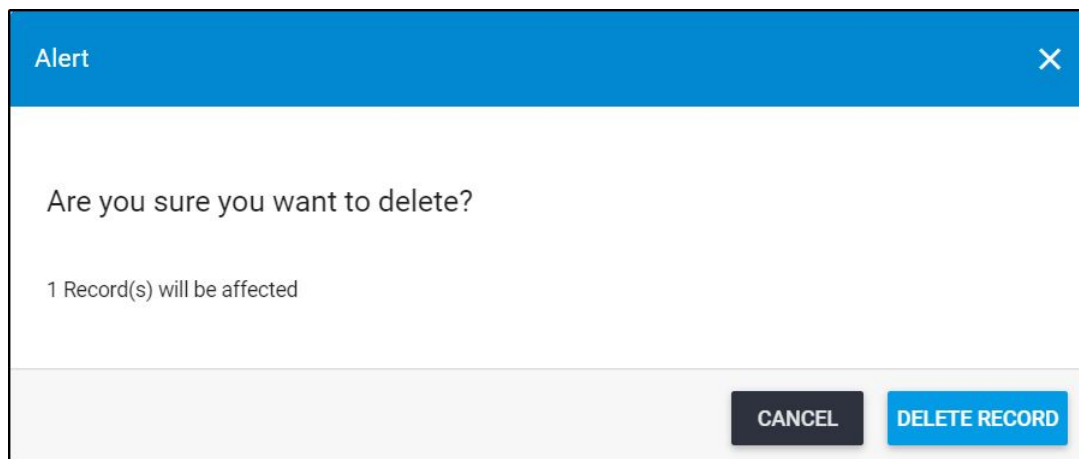 Alert
Are you sure you want to delete?
1 Record(s) will be affected
CANCEL DELETE RECORD